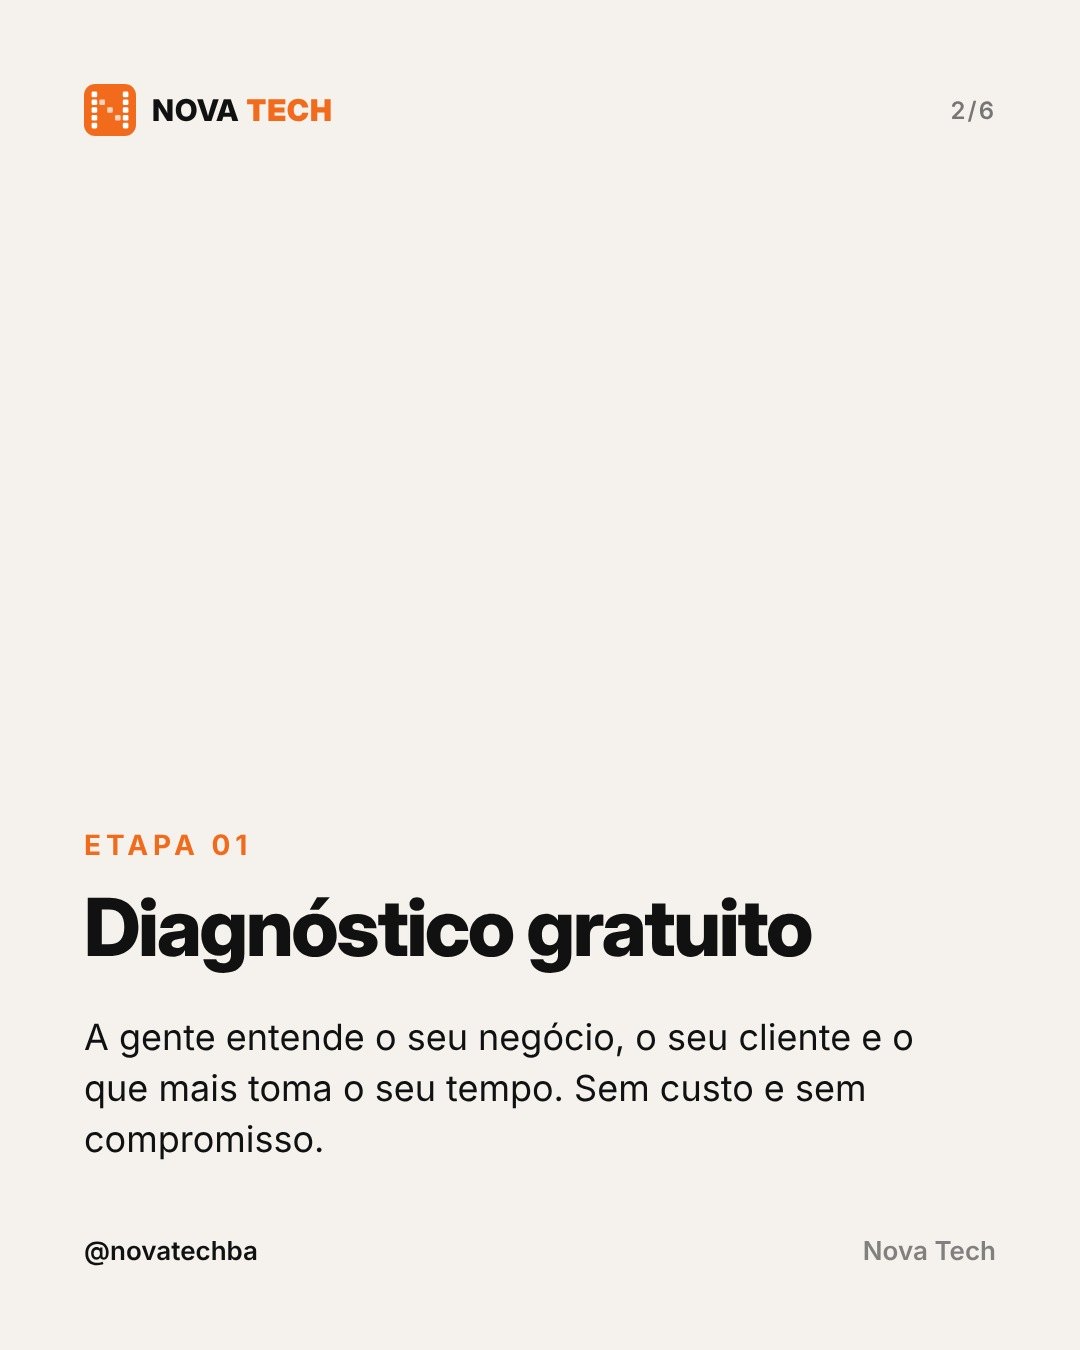 NOVA TECH
2/6
ETAPA 01
Diagnóstico gratuito
A gente entende o seu negócio, o seu cliente e o
que mais toma o seu tempo. Sem custo e sem
compromisso.
@novatechba
Nova Tech